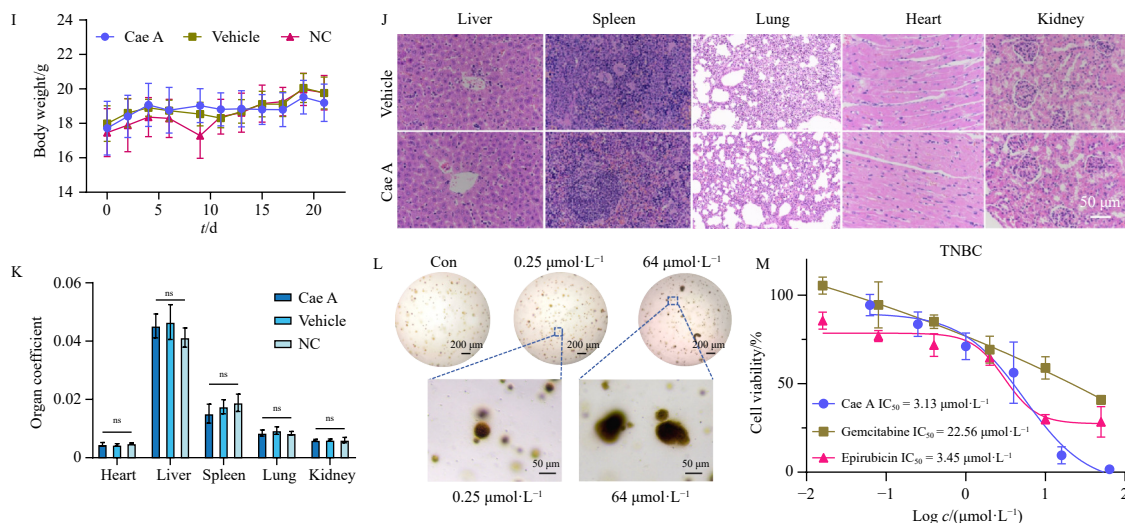 I
Body weight/g
24
22
20
18
16
14
Cae A
Vehicle
NC
0
5
10
15
20
t/d
J
Liver
Spleen
Lung
Heart
Kidney
Vehicle
Cae A
50 μm
K
Organ coefficient
0.06
0.04
0.02
0
ns
ns
ns
ns
ns
Cae A
Vehicle
NC
Heart
Liver
Spleen
Lung
Kidney
L
Con
0.25 μmol·L⁻¹
64 μmol·L⁻¹
200 μm
200 μm
200 μm
50 μm
50 μm
0.25 μmol·L⁻¹
64 μmol·L⁻¹
M
TNBC
Cell viability/%
100
75
50
25
0
Cae A IC₅₀ = 3.13 μmol·L⁻¹
Gemcitabine IC₅₀ = 22.56 μmol·L⁻¹
Epirubicin IC₅₀ = 3.45 μmol·L⁻¹
−2
−1
0
1
2
Log c/(μmol·L⁻¹)